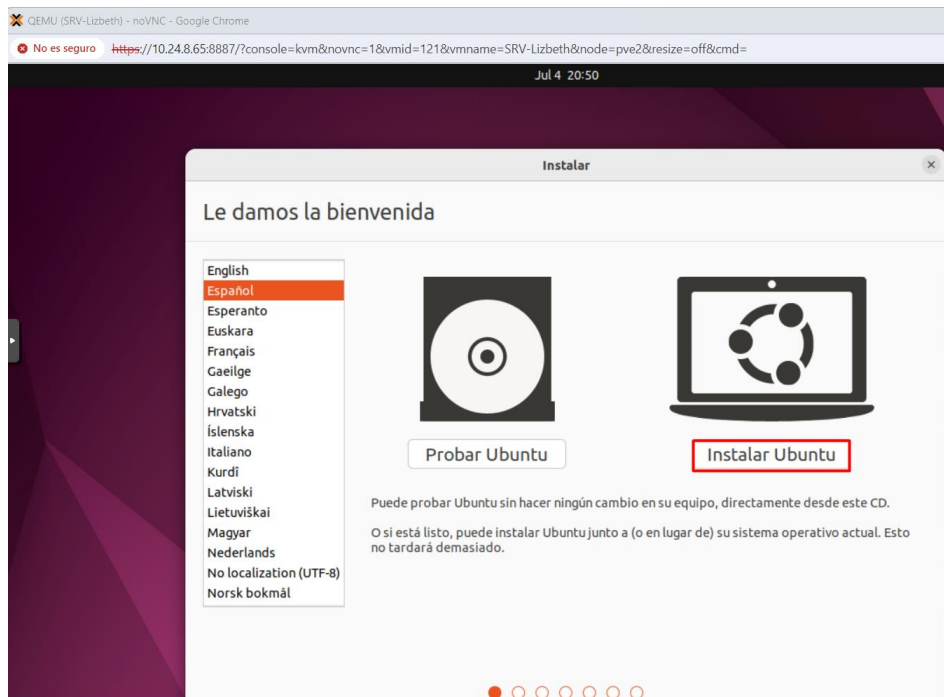 QEMU (SRV-Lizbeth) - noVNC - Google Chrome
No es seguro https://10.24.8.65:8887/?console=kvm&novnc=1&vmid=121&vmname=SRV-Lizbeth&node=pve2&resize=off&cmd=
Jul 4 20:50
Instalar
Le damos la bienvenida
English
Español
Esperanto
Euskara
Français
Gaeilge
Galego
Hrvatski
Íslenska
Italiano
Kurdî
Latviski
Lietuviškai
Magyar
Nederlands
No localization (UTF-8)
Norsk bokmål
Probar Ubuntu
Instalar Ubuntu
Puede probar Ubuntu sin hacer ningún cambio en su equipo, directamente desde este CD.
O si está listo, puede instalar Ubuntu junto a (o en lugar de) su sistema operativo actual. Esto
no tardará demasiado.